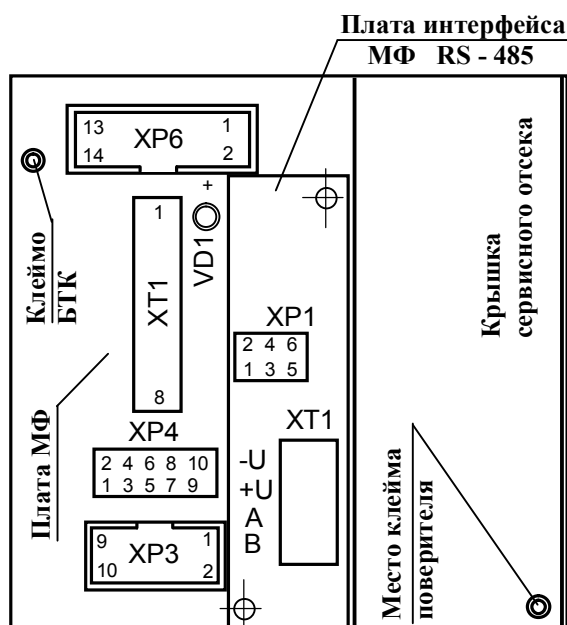 Плата интерфейса
МФ RS - 485
13 XP6 1
14 2
+
VD1
Клеймо
БТК
1
XT1
8
Плата МФ
XP1
2 4 6
1 3 5
XP4
2 4 6 8 10
1 3 5 7 9
XT1
-U
+U
A
B
9 XP3 1
10 2
Крышка
сервисного отсека
Место клейма
поверителя